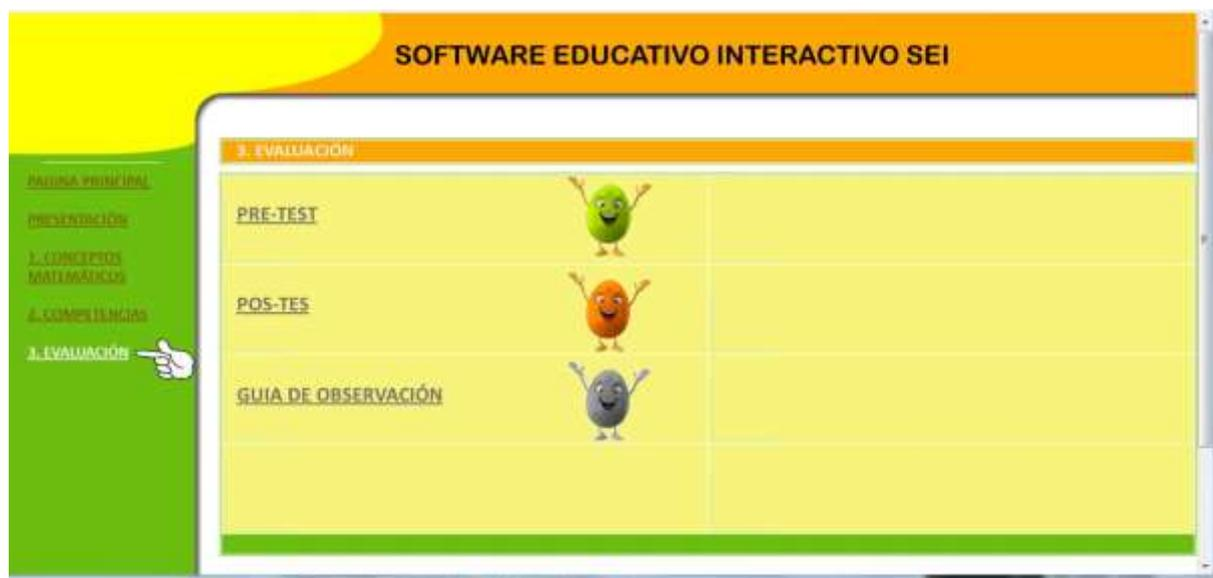 SOFTWARE EDUCATIVO INTERACTIVO SEI
3. EVALUACIÓN
PAGINA PRINCIPAL
PRESENTACIÓN
1. CONCEPTOS
MATEMÁTICOS
2. COMPETENCIAS
3. EVALUACIÓN
PRE-TEST
POS-TES
GUIA DE OBSERVACIÓN